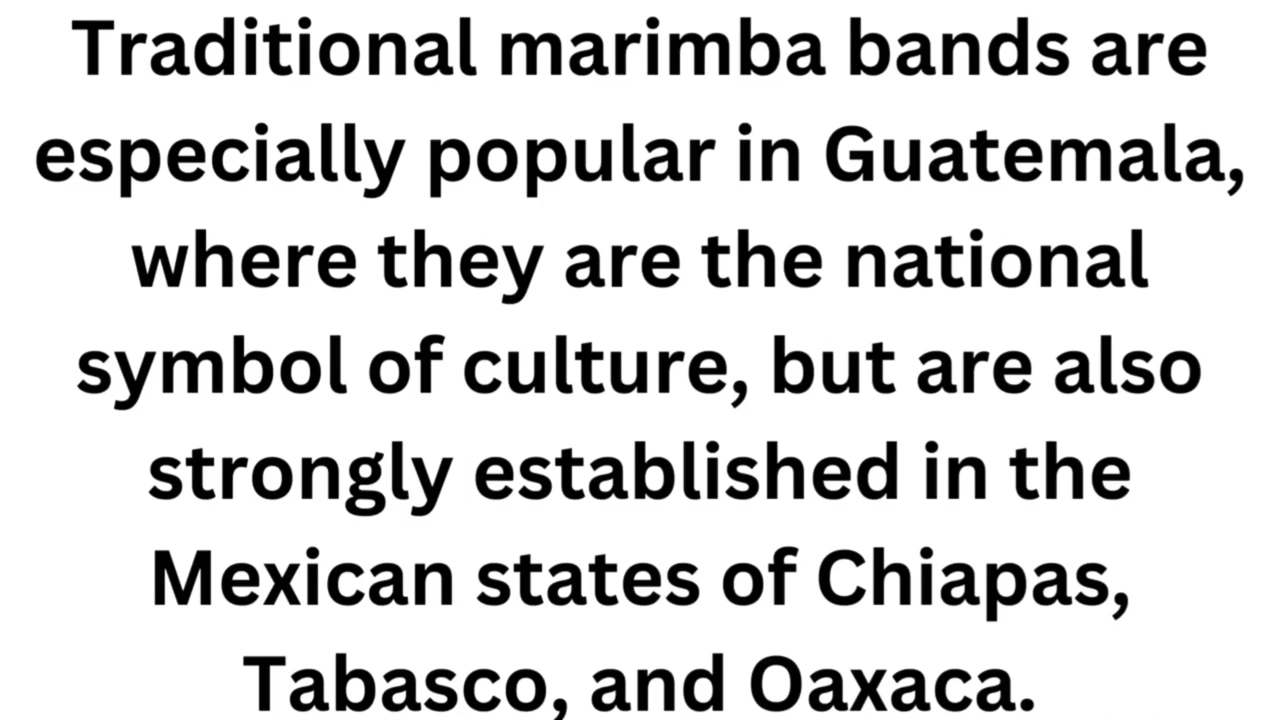 Traditional marimba bands are
especially popular in Guatemala,
where they are the national
symbol of culture, but are also
strongly established in the
Mexican states of Chiapas,
Tabasco, and Oaxaca.